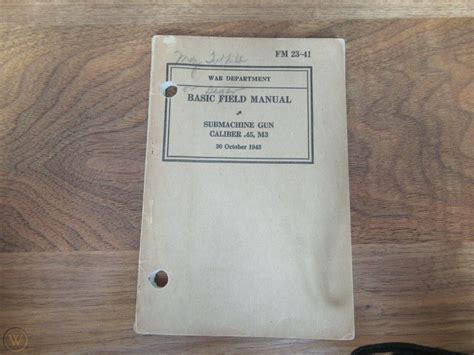 FM 23-41
WAR DEPARTMENT
BASIC FIELD MANUAL
SUBMACHINE GUN
CALIBER .45, M3
30 October 1943